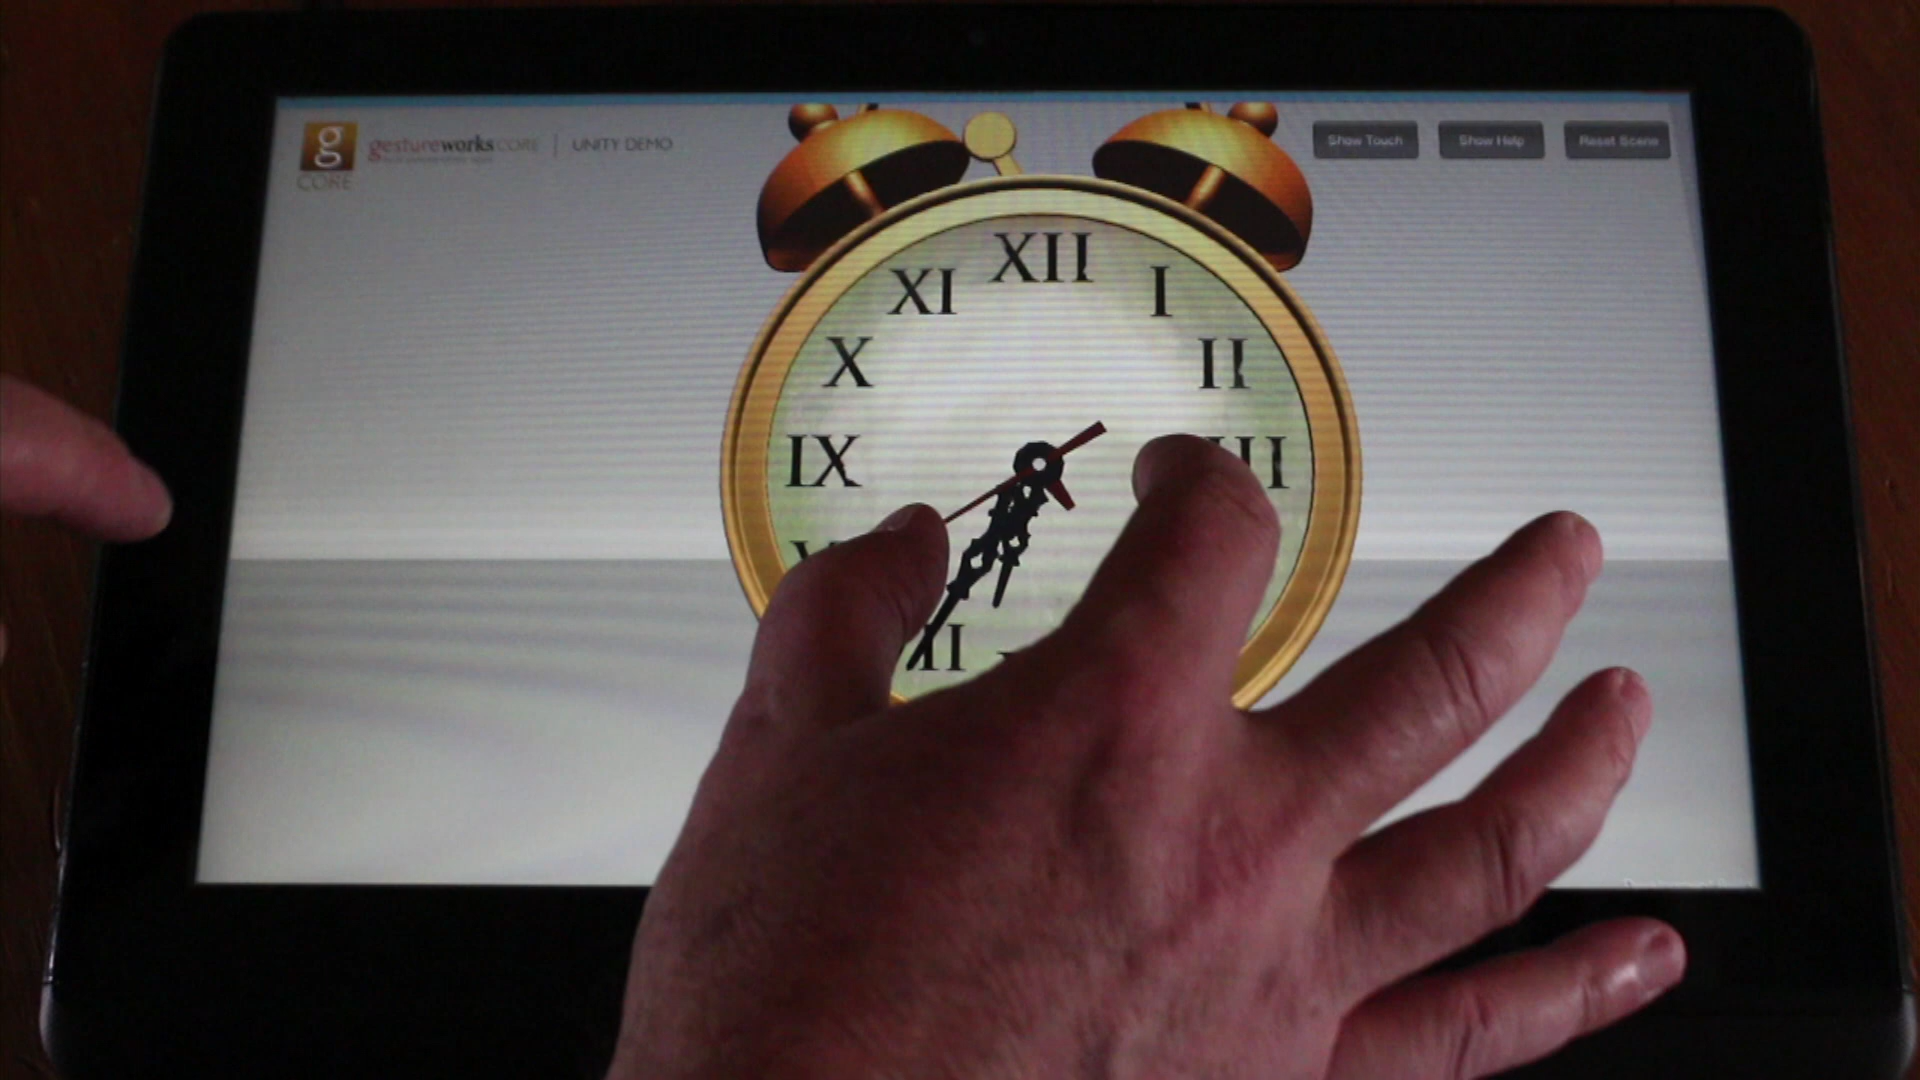 g
CORE
gestureworks CORE | UNITY DEMO
Show Touch
Show Help
Reset Scene
XII
XI
I
X
II
IX